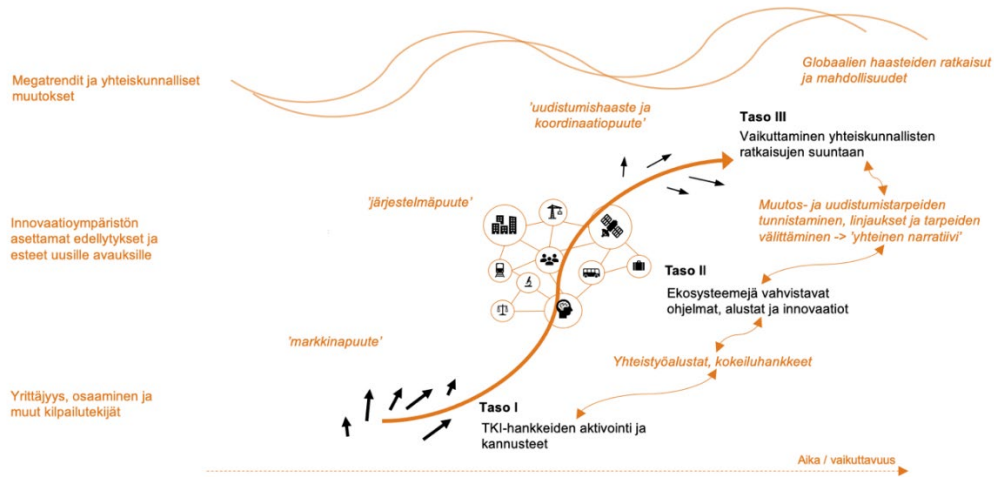 Megatrendit ja yhteiskunnalliset
muutokset
Globaalien haasteiden ratkaisut
ja mahdollisuudet
'uudistumishaaste ja
koordinaatiopuute'
Taso III
Vaikuttaminen yhteiskunnallisten
ratkaisujen suuntaan
'järjestelmäpuute'
Innovaatioympäristön
asettamat edellytykset ja
esteet uusille avauksille
Muutos- ja uudistumistarpeiden
tunnistaminen, linjaukset ja tarpeiden
välittäminen -> 'yhteinen narratiivi'
Taso II
Ekosysteemejä vahvistavat
ohjelmat, alustat ja innovaatiot
'markkinapuute'
Yhteistyöalustat, kokeiluhankkeet
Yrittäjyys, osaaminen ja
muut kilpailutekijät
Taso I
TKI-hankkeiden aktivointi ja
kannusteet
Aika / vaikuttavuus